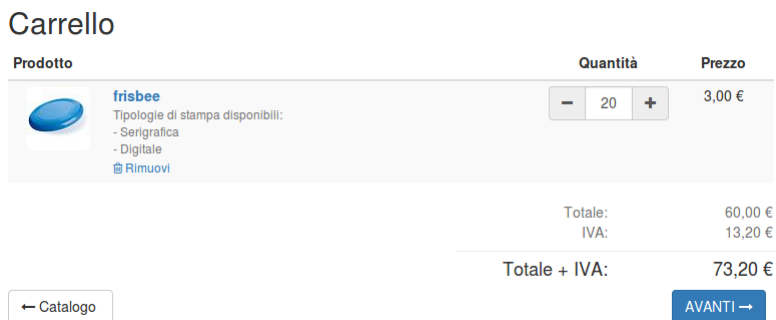 Carrello
Prodotto Quantità Prezzo
frisbee
Tipologie di stampa disponibili:
- Serigrafica
- Digitale
Rimuovi
− 20 + 3,00 €
Totale: 60,00 €
IVA: 13,20 €
Totale + IVA: 73,20 €
← Catalogo AVANTI →